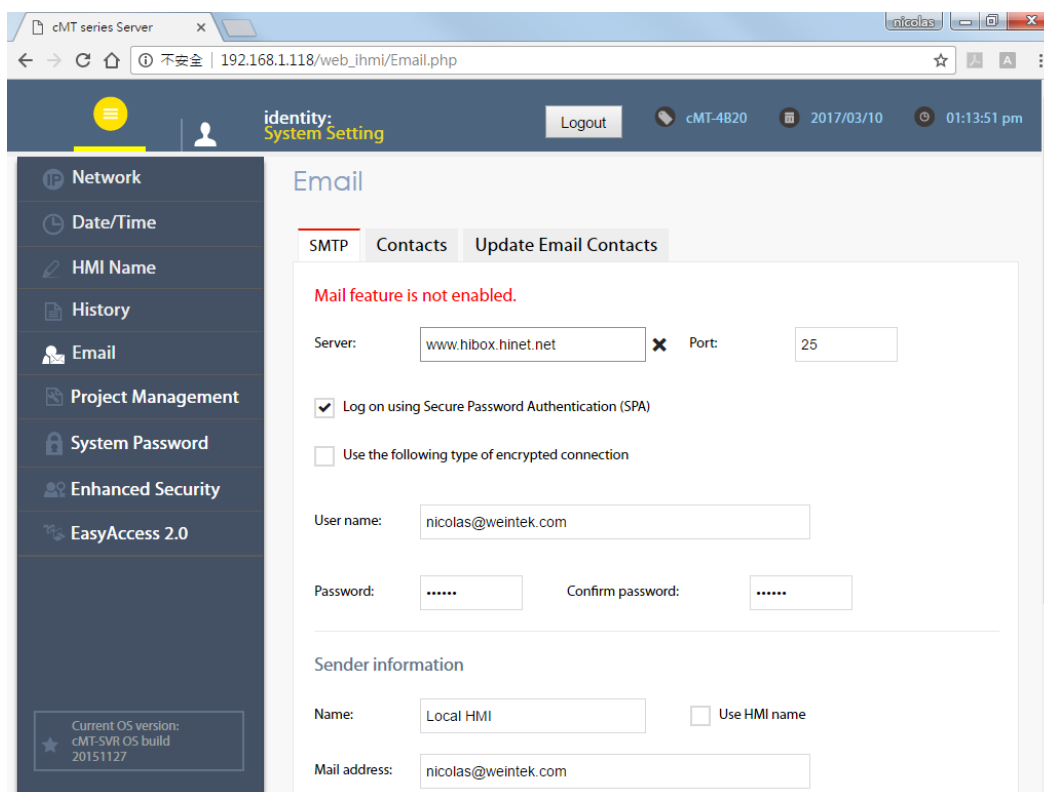 cMT series Server
nicolas
不安全 | 192.168.1.118/web_ihmi/Email.php
identity:
System Setting
Logout
cMT-4B20
2017/03/10
01:13:51 pm
IP Network
Date/Time
HMI Name
History
Email
Project Management
System Password
Enhanced Security
EasyAccess 2.0
Current OS version:
cMT-SVR OS build
20151127
Email
SMTP Contacts Update Email Contacts
Mail feature is not enabled.
Server: www.hibox.hinet.net Port: 25
Log on using Secure Password Authentication (SPA)
Use the following type of encrypted connection
User name: nicolas@weintek.com
Password: •••••• Confirm password: ••••••
Sender information
Name: Local HMI Use HMI name
Mail address: nicolas@weintek.com